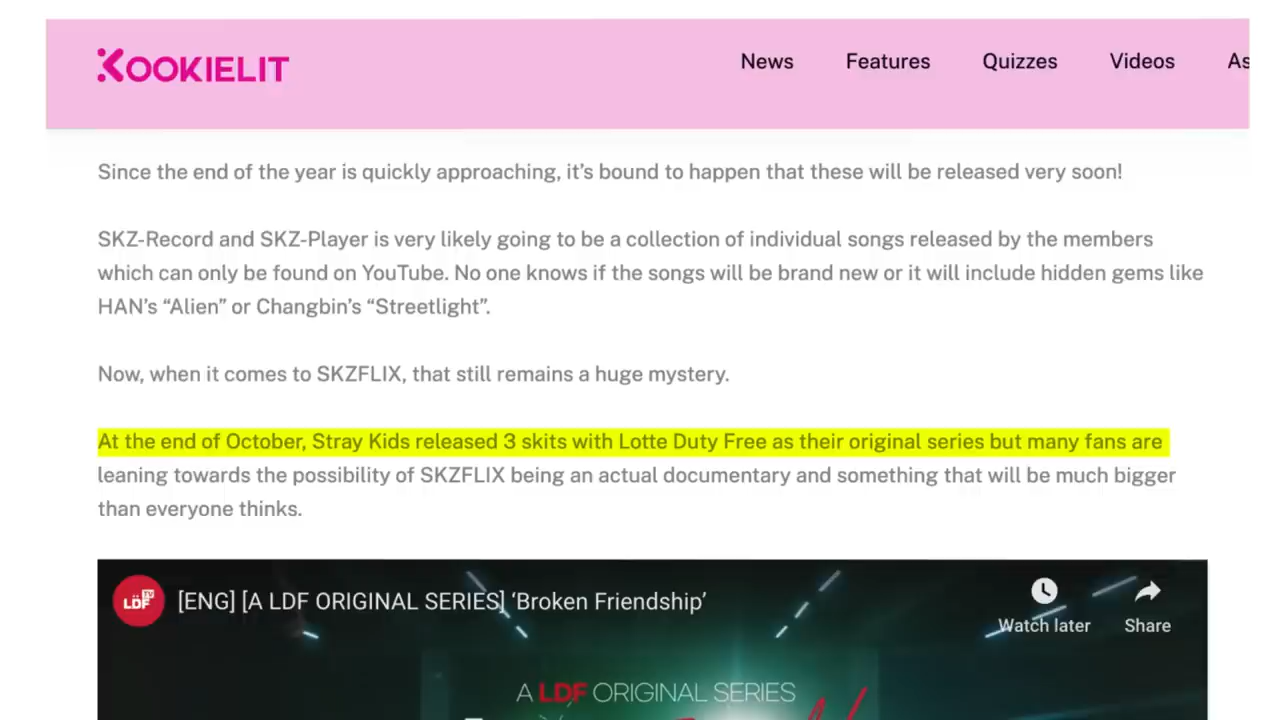 KOOKIELIT
News Features Quizzes Videos As
Since the end of the year is quickly approaching, it’s bound to happen that these will be released very soon!
SKZ-Record and SKZ-Player is very likely going to be a collection of individual songs released by the members
which can only be found on YouTube. No one knows if the songs will be brand new or it will include hidden gems like
HAN’s “Alien” or Changbin’s “Streetlight”.
Now, when it comes to SKZFLIX, that still remains a huge mystery.
At the end of October, Stray Kids released 3 skits with Lotte Duty Free as their original series but many fans are
leaning towards the possibility of SKZFLIX being an actual documentary and something that will be much bigger
than everyone thinks.
LDF TV
[ENG] [A LDF ORIGINAL SERIES] ‘Broken Friendship’
Watch later Share
A LDF ORIGINAL SERIES